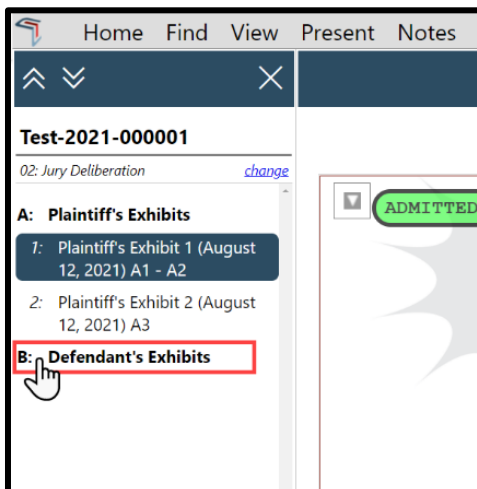 Home Find View Present Notes
Test-2021-000001
02: Jury Deliberation change
A: Plaintiff's Exhibits
1: Plaintiff's Exhibit 1 (August
12, 2021) A1 - A2
2: Plaintiff's Exhibit 2 (August
12, 2021) A3
B: Defendant's Exhibits
ADMITTED